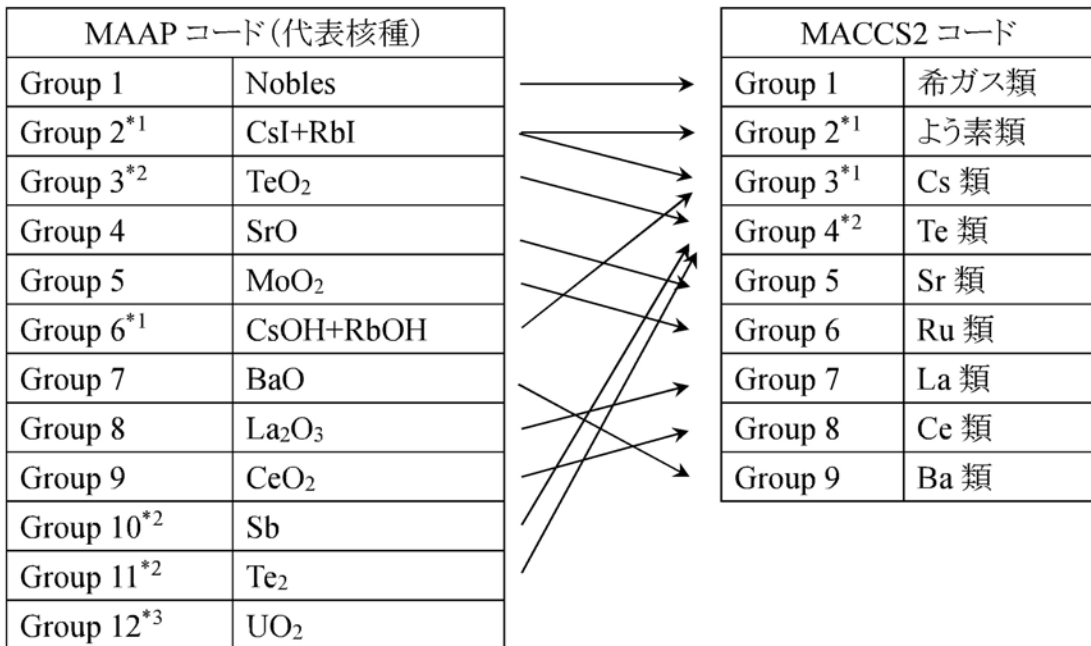 MAAP コード(代表核種)
Group 1 Nobles
Group 2*1 CsI+RbI
Group 3*2 TeO₂
Group 4 SrO
Group 5 MoO₂
Group 6*1 CsOH+RbOH
Group 7 BaO
Group 8 La₂O₃
Group 9 CeO₂
Group 10*2 Sb
Group 11*2 Te₂
Group 12*3 UO₂
MACCS2 コード
Group 1 希ガス類
Group 2*1 よう素類
Group 3*1 Cs 類
Group 4*2 Te 類
Group 5 Sr 類
Group 6 Ru 類
Group 7 La 類
Group 8 Ce 類
Group 9 Ba 類